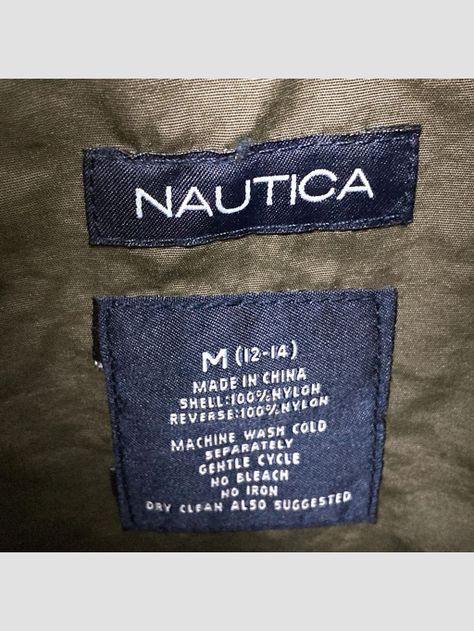 NAUTICA
M (12-14)
MADE IN CHINA
SHELL:100%NYLON
REVERSE:100%NYLON
MACHINE WASH COLD
SEPARATELY
GENTLE CYCLE
NO BLEACH
NO IRON
DRY CLEAN ALSO SUGGESTED